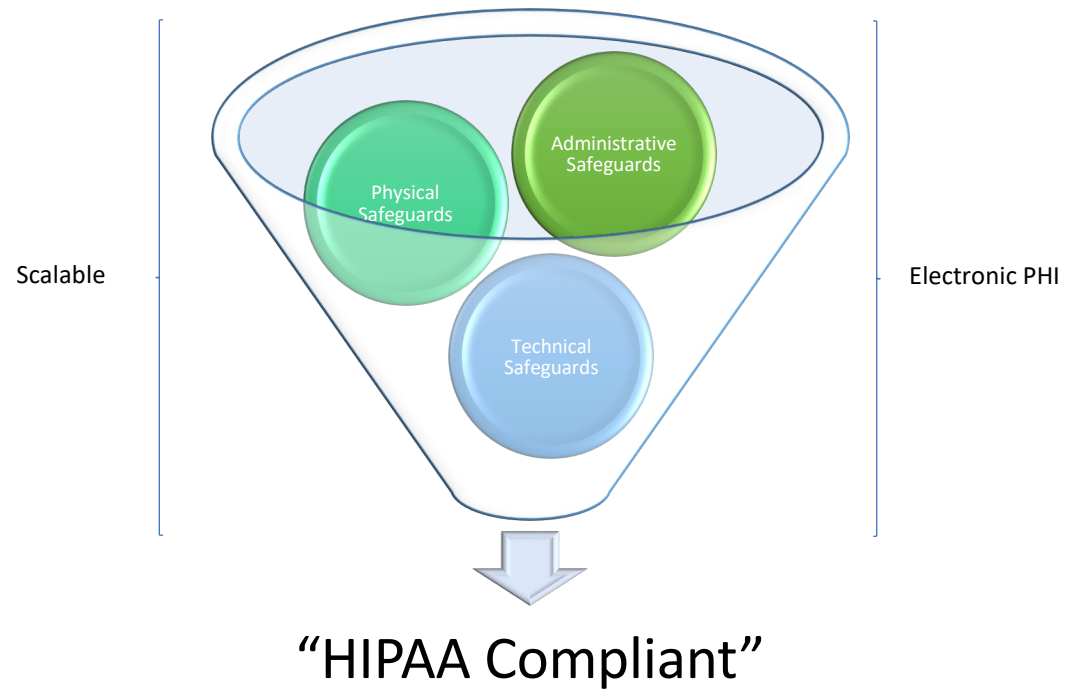 Administrative
Safeguards
Physical
Safeguards
Scalable
Electronic PHI
Technical
Safeguards
“HIPAA Compliant”